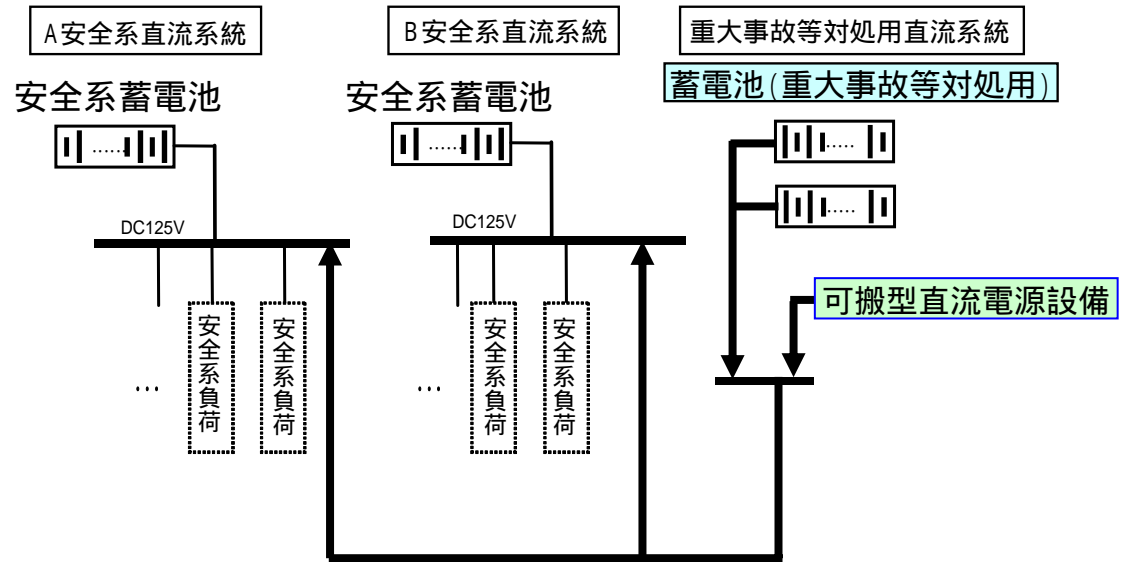 A安全系直流系統
B安全系直流系統
重大事故等対処用直流系統
安全系蓄電池
安全系蓄電池
蓄電池(重大事故等対処用)
......
......
.....
.....
DC125V
DC125V
可搬型直流電源設備
…
安全系負荷
安全系負荷
…
安全系負荷
安全系負荷